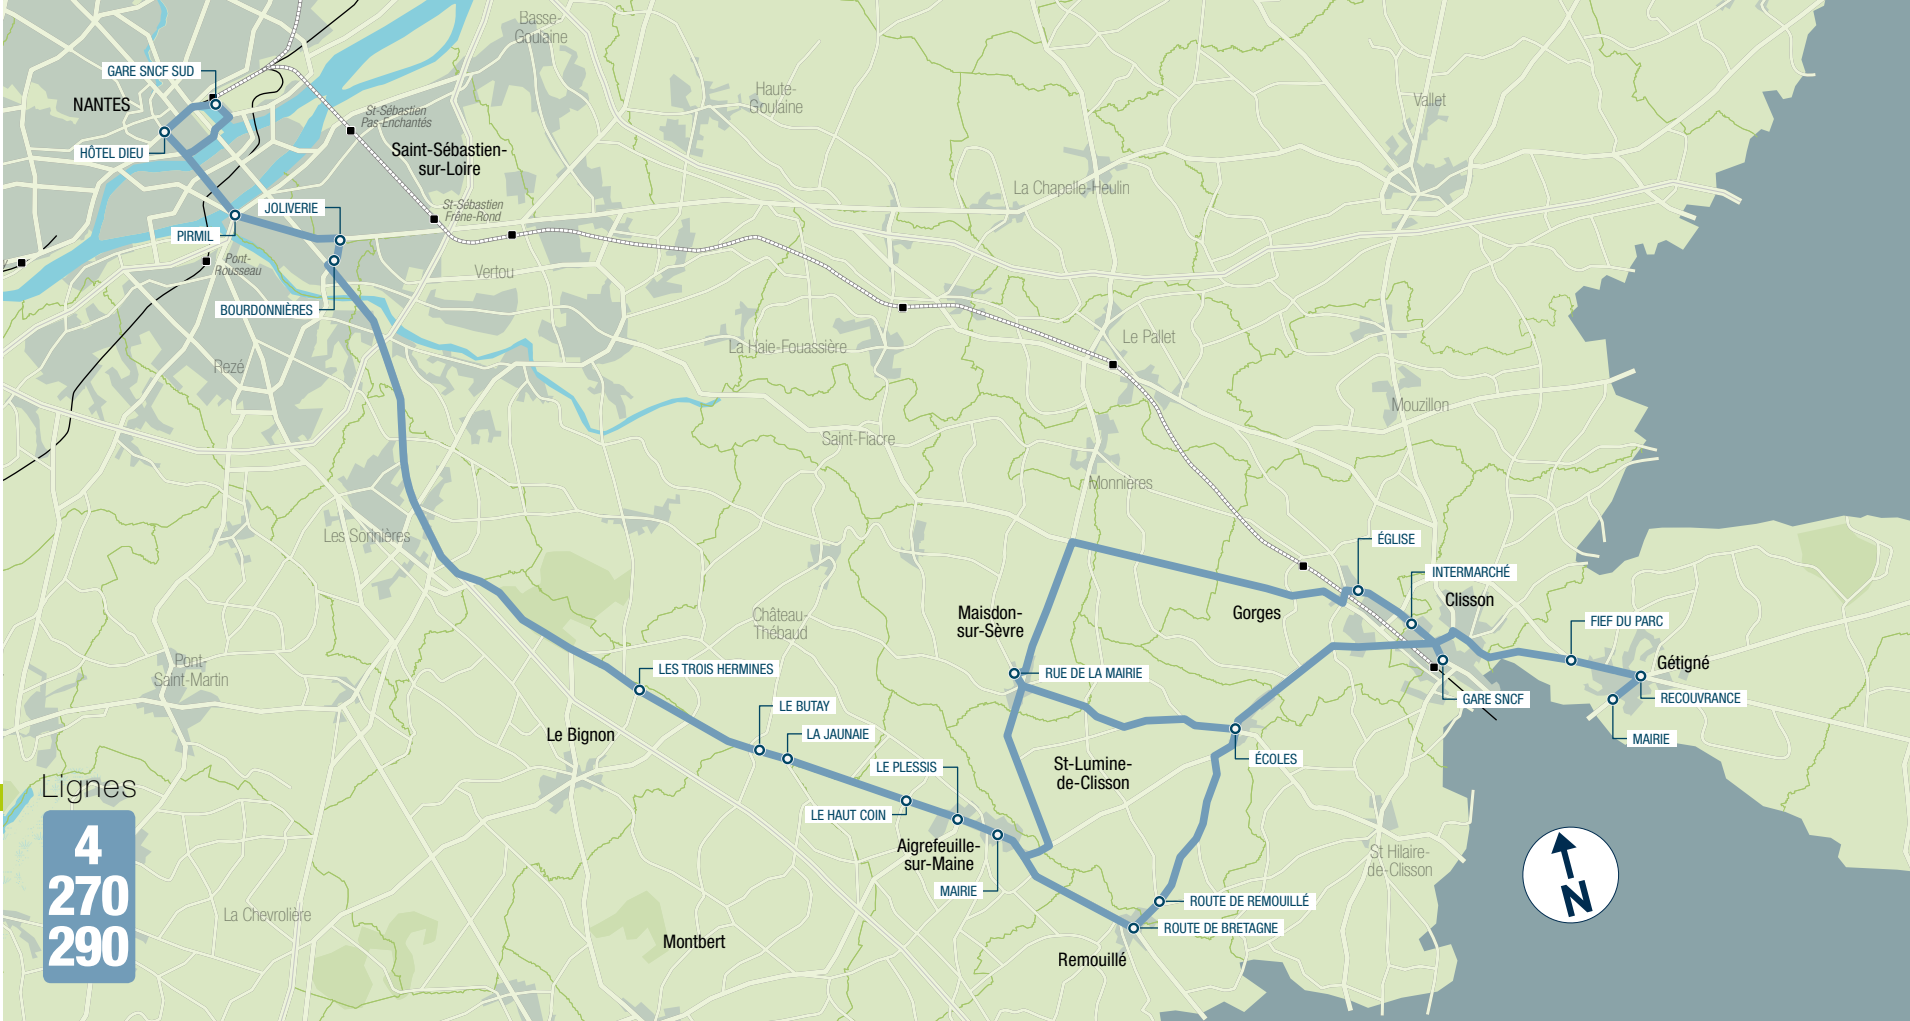 Basse-
Goulaine
GARE SNCF SUD
NANTES
HÔTEL DIEU
St-Sébastien
Pas-Enchantés
Saint-Sébastien-
sur-Loire
Haute-
Goulaine
Vallet
La Chapelle-Heulin
JOLIVERIE
St-Sébastien
Frêne-Rond
PIRMIL
Pont-
Rousseau
Vertou
BOURDONNIÈRES
Rezé
La Haie-Fouassière
Le Pallet
Mouzillon
Saint-Fiacre
Monnières
Les Sorinières
ÉGLISE
INTERMARCHÉ
Clisson
Château-
Thébaud
Maisdon-
sur-Sèvre
Gorges
FIEF DU PARC
Gétigné
Pont-
Saint-Martin
LES TROIS HERMINES
RUE DE LA MAIRIE
GARE SNCF
RECOUVRANCE
MAIRIE
LE BUTAY
Le Bignon
LA JAUNAIE
LE PLESSIS
St-Lumine-
de-Clisson
ÉCOLES
Lignes
4
270
290
LE HAUT COIN
Aigrefeuille-
sur-Maine
MAIRIE
St Hilaire-
de-Clisson
N
La Chevrolière
Montbert
ROUTE DE REMOUILLÉ
ROUTE DE BRETAGNE
Remouillé